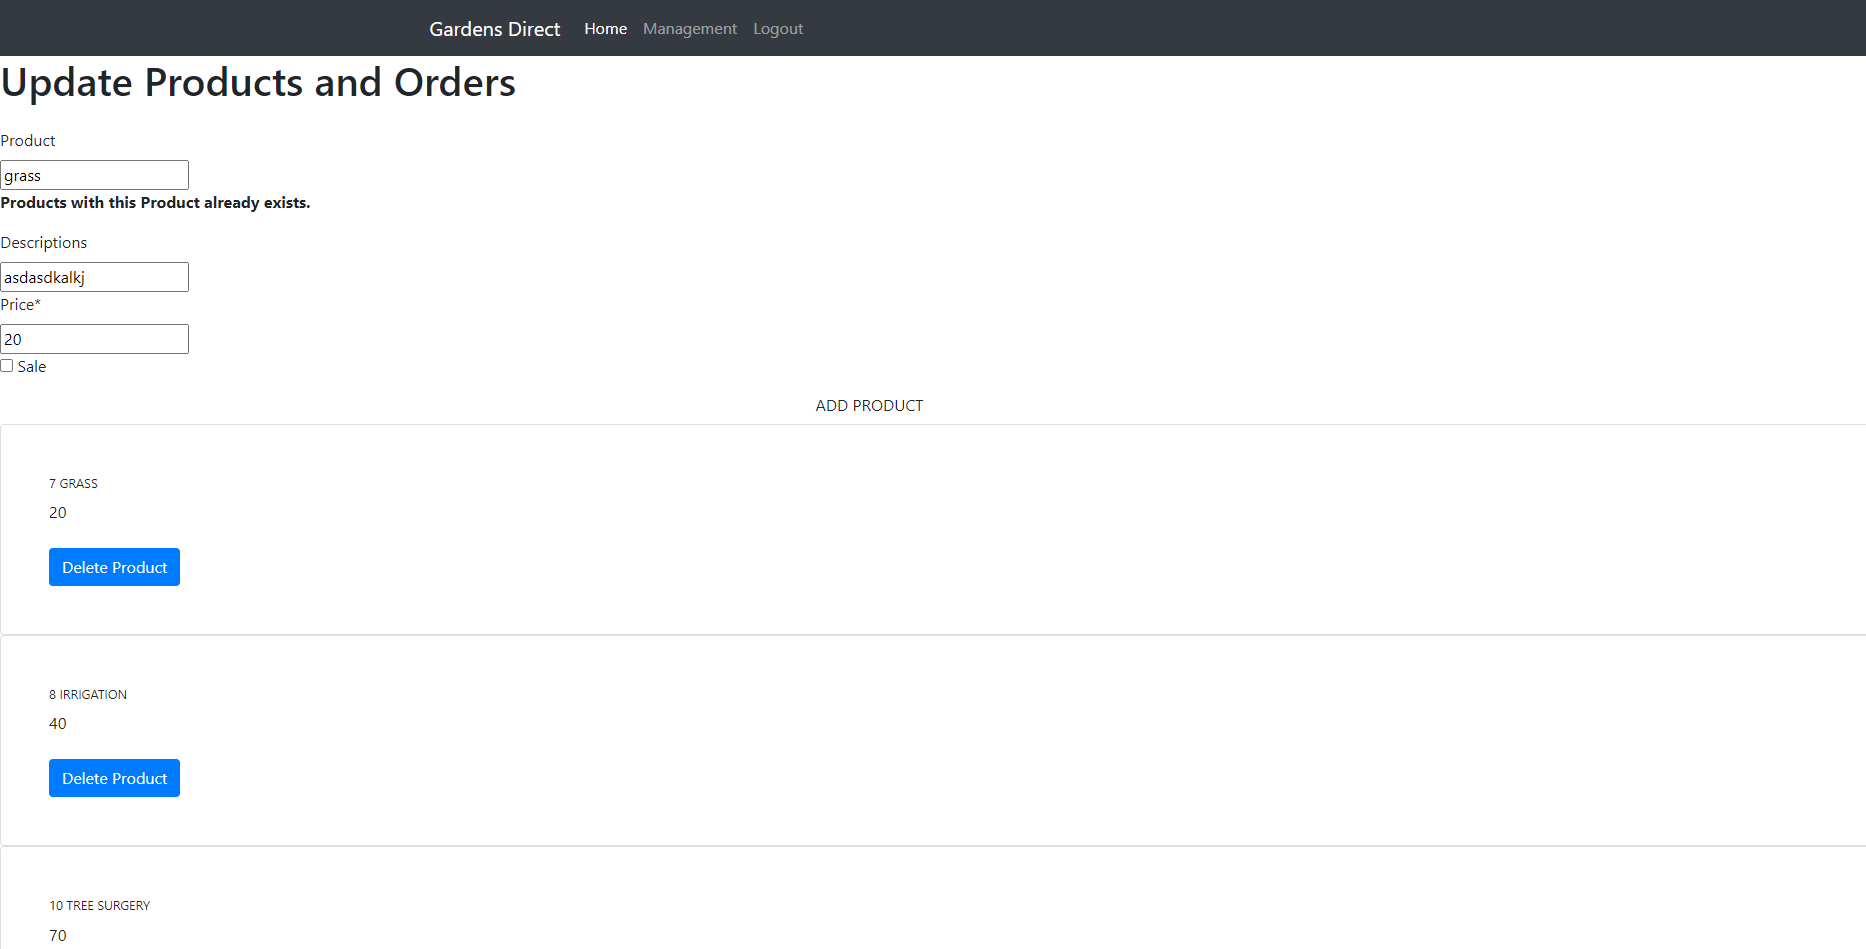 Gardens Direct Home Management Logout
Update Products and Orders
Product
grass
Products with this Product already exists.
Descriptions
asdasdkalkj
Price*
20
Sale
ADD PRODUCT
7 GRASS
20
Delete Product
8 IRRIGATION
40
Delete Product
10 TREE SURGERY
70